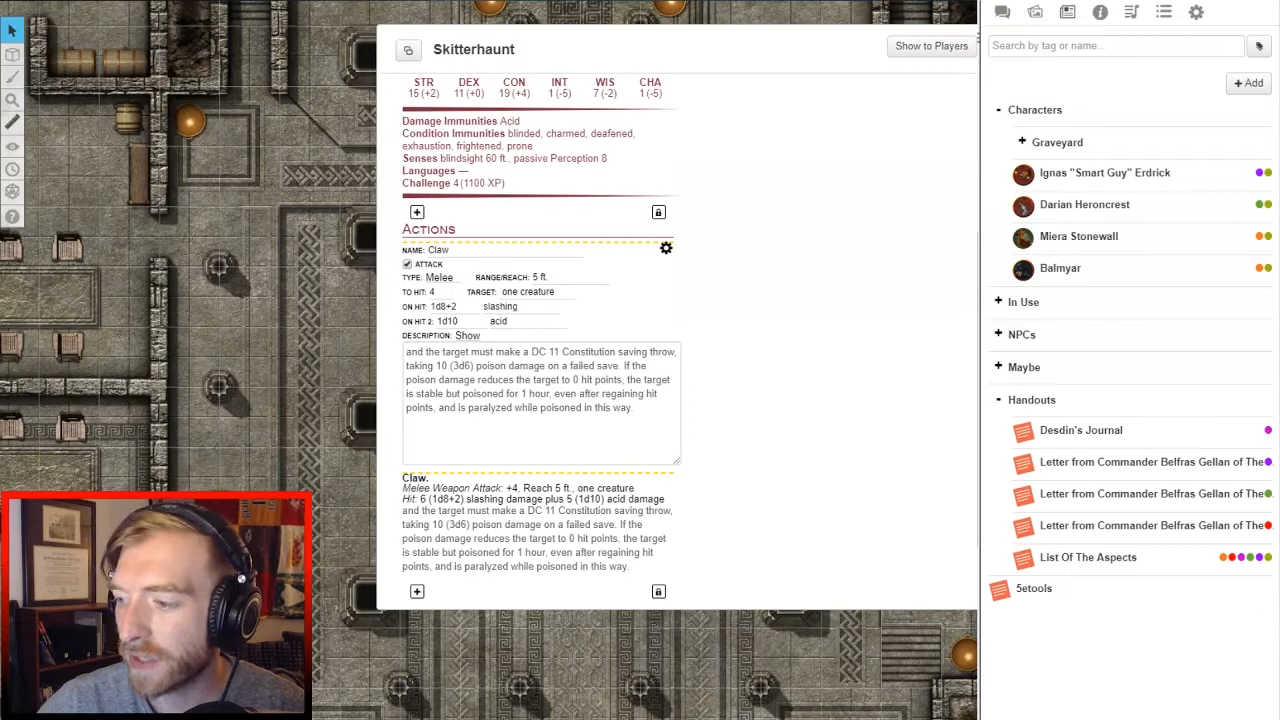 Skitterhaunt
Show to Players
STR DEX CON INT WIS CHA
15 (+2) 11 (+0) 19 (+4) 1 (-5) 7 (-2) 1 (-5)
Damage Immunities Acid
Condition Immunities blinded, charmed, deafened,
exhaustion, frightened, prone
Senses blindsight 60 ft., passive Perception 8
Languages —
Challenge 4 (1100 XP)
ACTIONS
NAME: Claw
ATTACK
TYPE: Melee RANGE/REACH: 5 ft.
TO HIT: 4 TARGET: one creature
ON HIT: 1d8+2 slashing
ON HIT 2: 1d10 acid
DESCRIPTION: Show
and the target must make a DC 11 Constitution saving throw,
taking 10 (3d6) poison damage on a failed save. If the
poison damage reduces the target to 0 hit points, the target
is stable but poisoned for 1 hour, even after regaining hit
points, and is paralyzed while poisoned in this way.
Claw.
Melee Weapon Attack: +4, Reach 5 ft., one creature
Hit: 6 (1d8+2) slashing damage plus 5 (1d10) acid damage
and the target must make a DC 11 Constitution saving throw,
taking 10 (3d6) poison damage on a failed save. If the
poison damage reduces the target to 0 hit points, the target
is stable but poisoned for 1 hour, even after regaining hit
points, and is paralyzed while poisoned in this way.
Search by tag or name...
+ Add
- Characters
+ Graveyard
Ignas "Smart Guy" Erdrick
Darian Heroncrest
Miera Stonewall
Balmyar
+ In Use
+ NPCs
+ Maybe
- Handouts
Desdin's Journal
Letter from Commander Belfras Gellan of The
Letter from Commander Belfras Gellan of The
Letter from Commander Belfras Gellan of The
List Of The Aspects
5etools